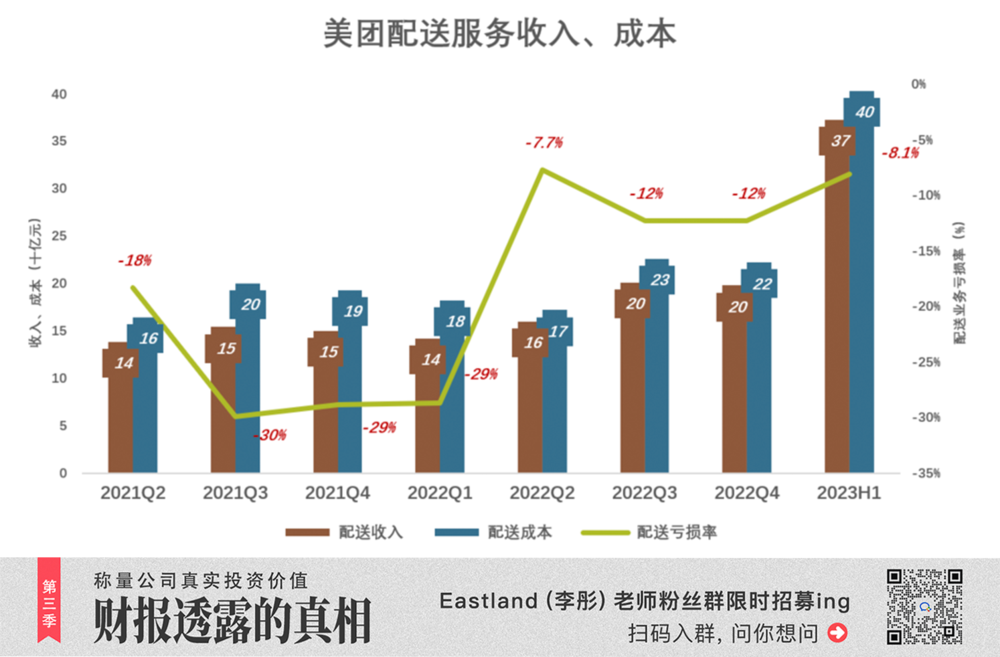 美团配送服务收入、成本
收入、成本（十亿元）
40
35
30
25
20
15
10
5
0
0%
-5%
-10%
-15%
-20%
-25%
-30%
-35%
配送业务亏损率（%）
-18%
-30%
-29%
-29%
-7.7%
-12%
-12%
-8.1%
14
16
15
20
15
19
14
18
16
17
20
23
20
22
37
40
2021Q2
2021Q3
2021Q4
2022Q1
2022Q2
2022Q3
2022Q4
2023H1
配送收入
配送成本
配送亏损率
第三季
称量公司真实投资价值
财报透露的真相
Eastland (李彤) 老师粉丝群限时招募ing
扫码入群, 问你想问